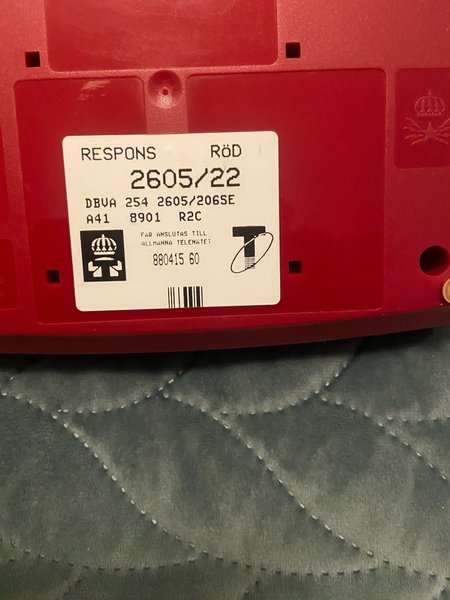 RESPONS RöD
2605/22
DBVA 254 2605/206SE
A41 8901 R2C
FÅR ANSLUTAS TILL
ALLMÄNNA TELENÄTET
880415 60